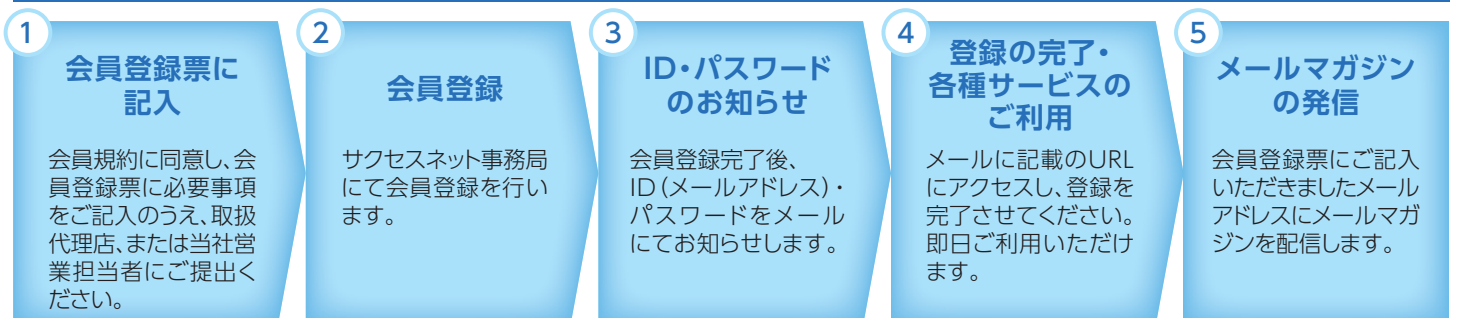 1
会員登録票に
記入
会員規約に同意し、会
員登録票に必要事項
をご記入のうえ、取扱
代理店、または当社営
業担当者にご提出く
ださい。
2
会員登録
サクセスネット事務局
にて会員登録を行い
ます。
3
ID・パスワード
のお知らせ
会員登録完了後、
ID（メールアドレス）・
パスワードをメール
にてお知らせします。
4
登録の完了・
各種サービスの
ご利用
メールに記載のURL
にアクセスし、登録を
完了させてください。
即日ご利用いただけ
ます。
5
メールマガジン
の発信
会員登録票にご記入
いただきましたメール
アドレスにメールマガ
ジンを配信します。